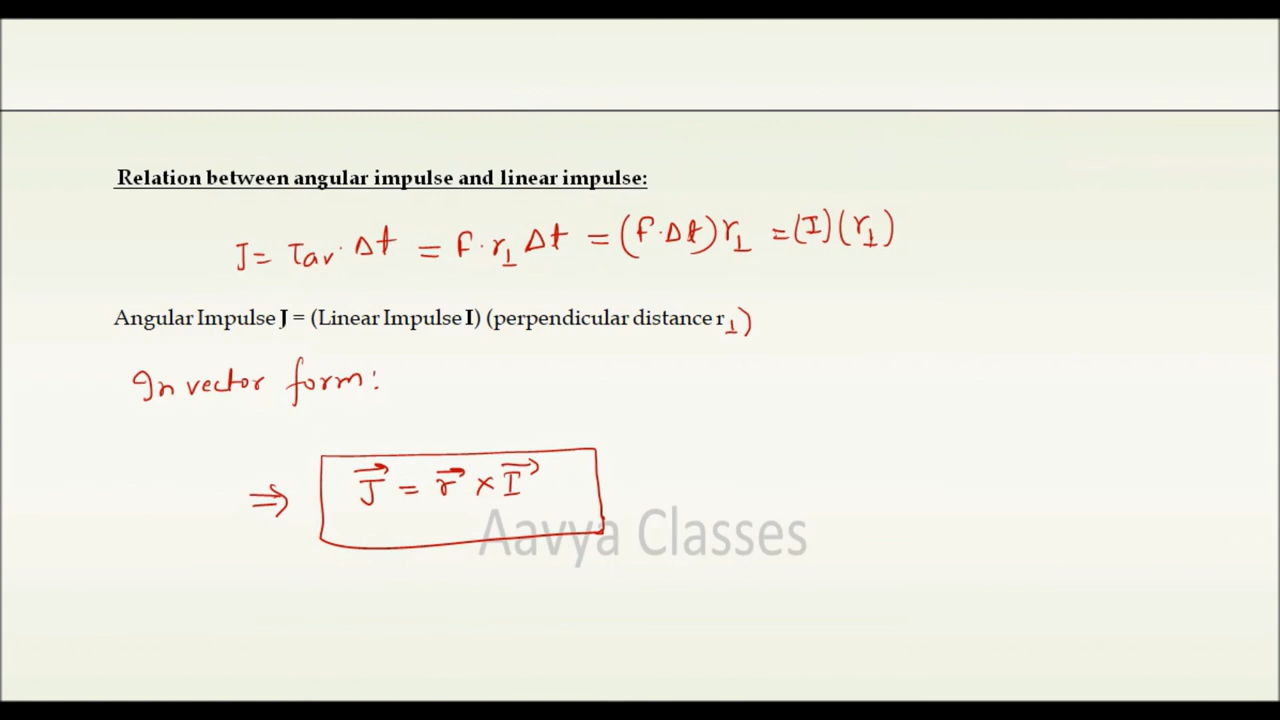 Relation between angular impulse and linear impulse:
J = τav · Δt = F · r⊥ Δt = (F · Δt) r⊥ = (I) (r⊥)
Angular Impulse J = (Linear Impulse I) (perpendicular distance r⊥)
In vector form:
⇒ J⃗ = r⃗ × I⃗
Aavya Classes